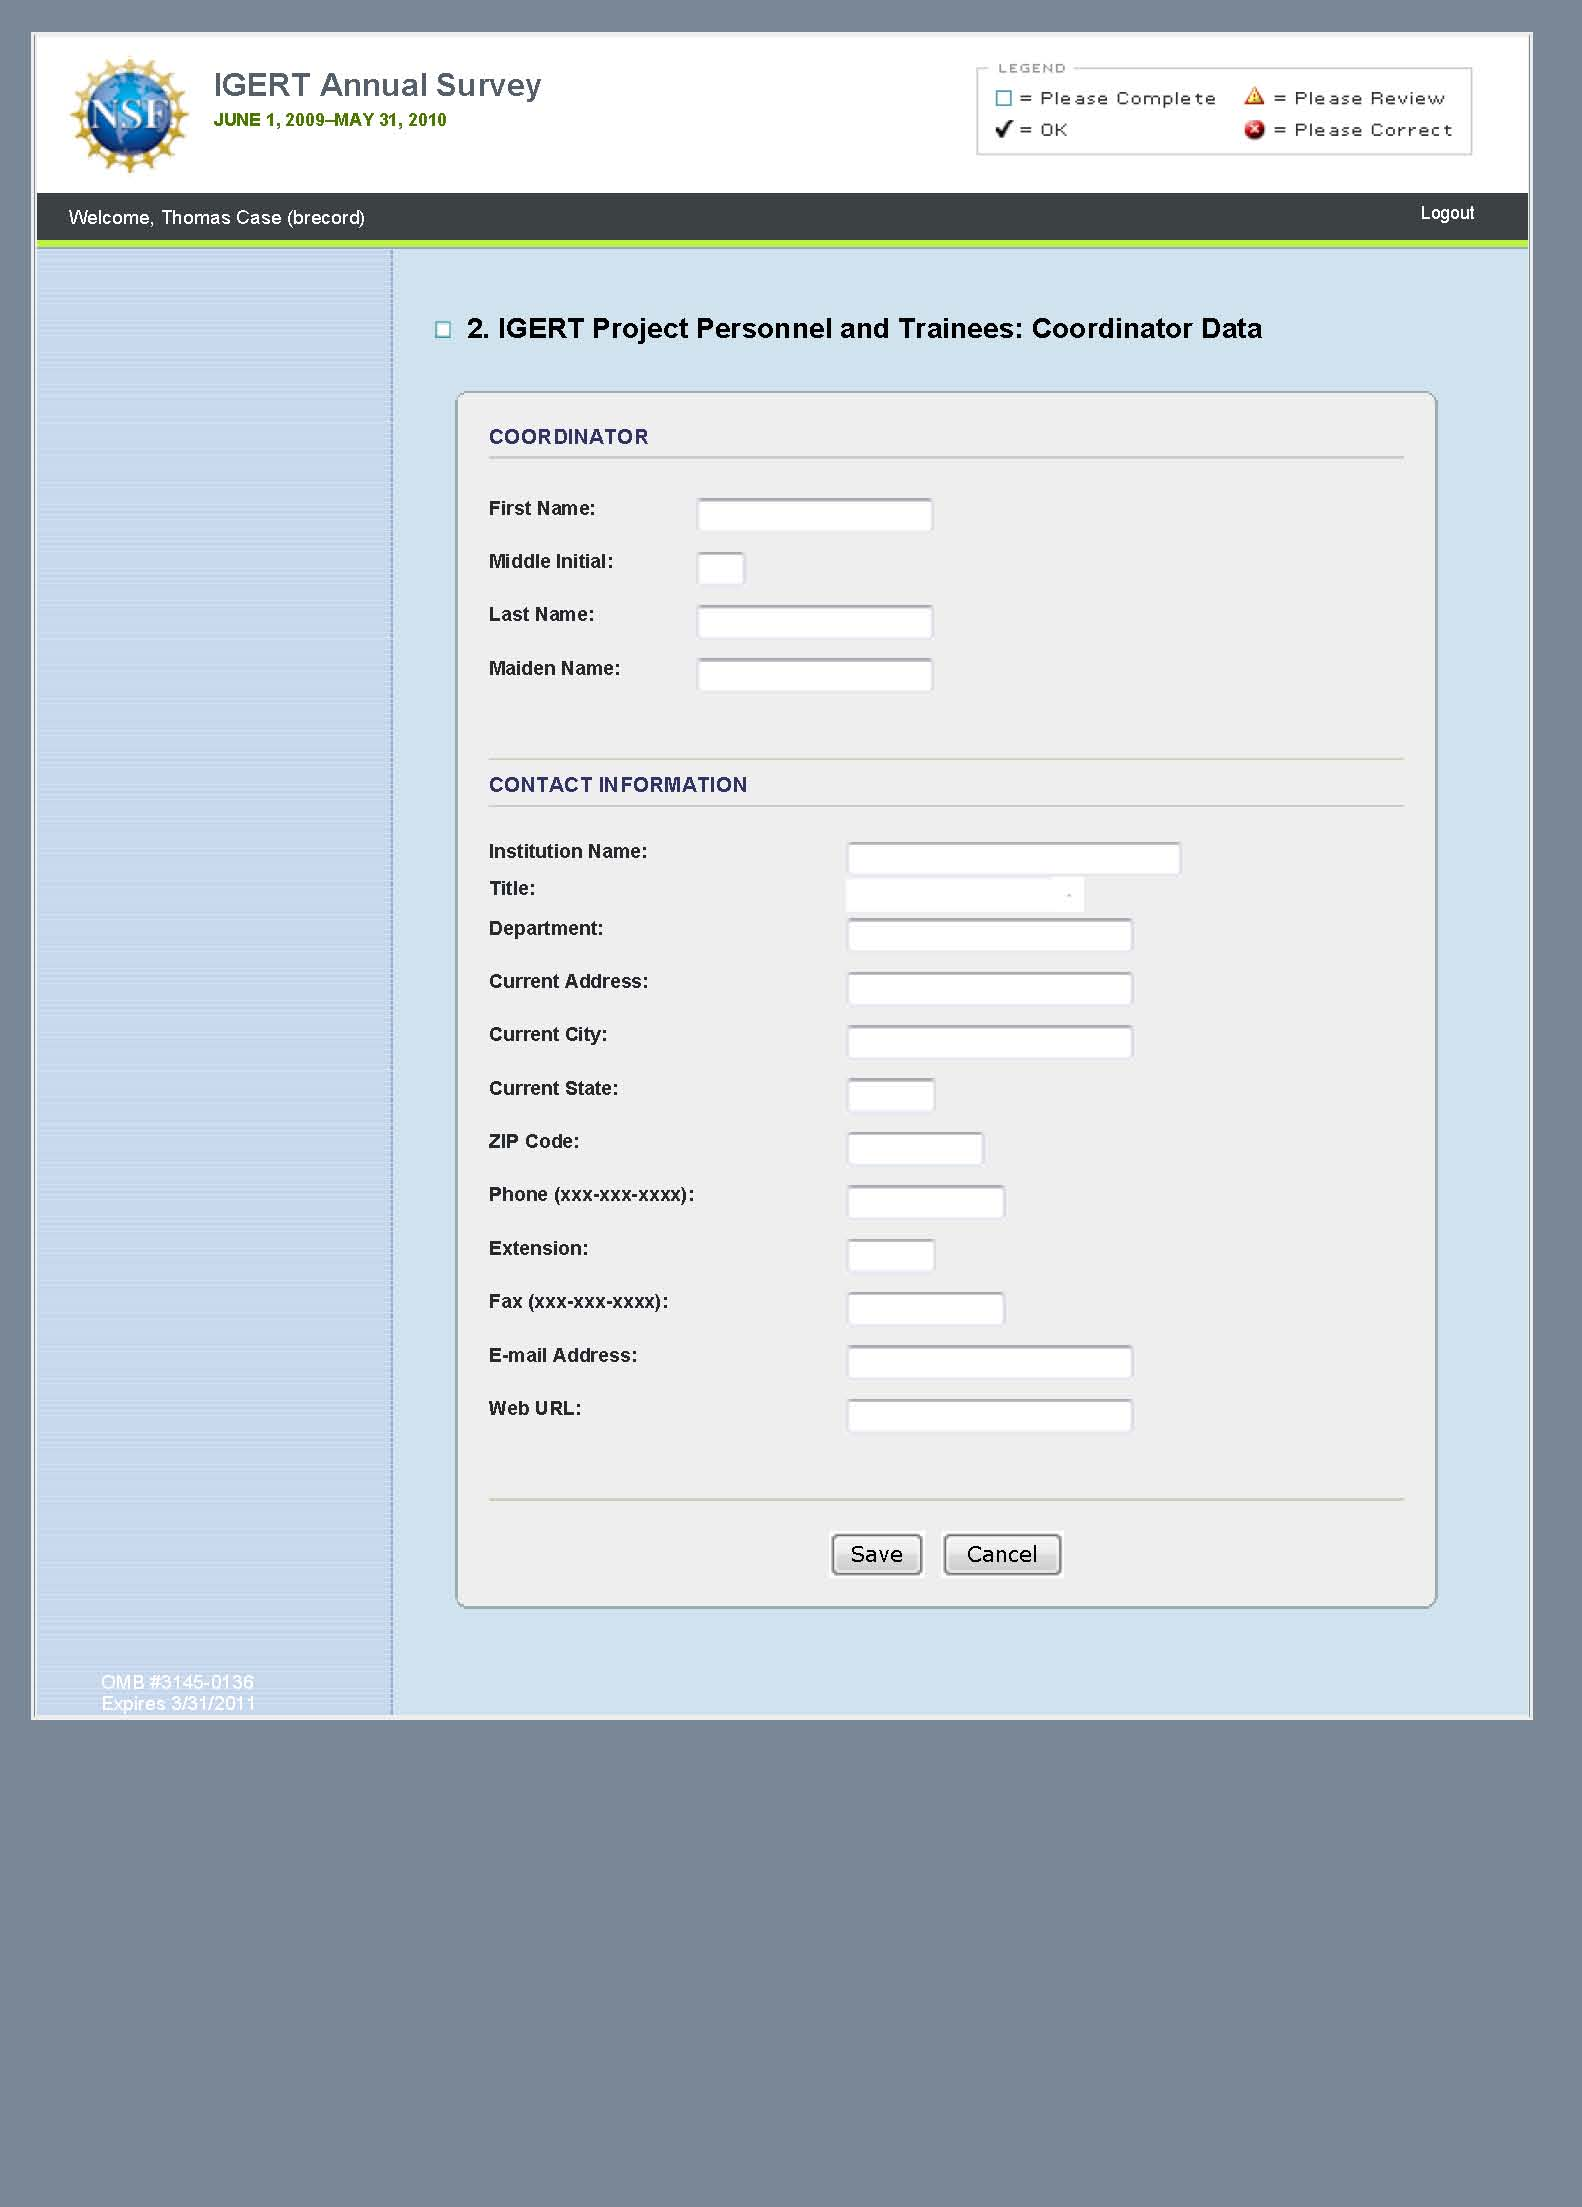 NSF
IGERT Annual Survey
JUNE 1, 2009–MAY 31, 2010
LEGEND
= Please Complete
= Please Review
= OK
= Please Correct
Welcome, Thomas Case (brecord)
Logout
2. IGERT Project Personnel and Trainees: Coordinator Data
COORDINATOR
First Name:
Middle Initial:
Last Name:
Maiden Name:
CONTACT INFORMATION
Institution Name:
Title:
Department:
Current Address:
Current City:
Current State:
ZIP Code:
Phone (xxx-xxx-xxxx):
Extension:
Fax (xxx-xxx-xxxx):
E-mail Address:
Web URL:
Save
Cancel
OMB #3145-0136
Expires 3/31/2011